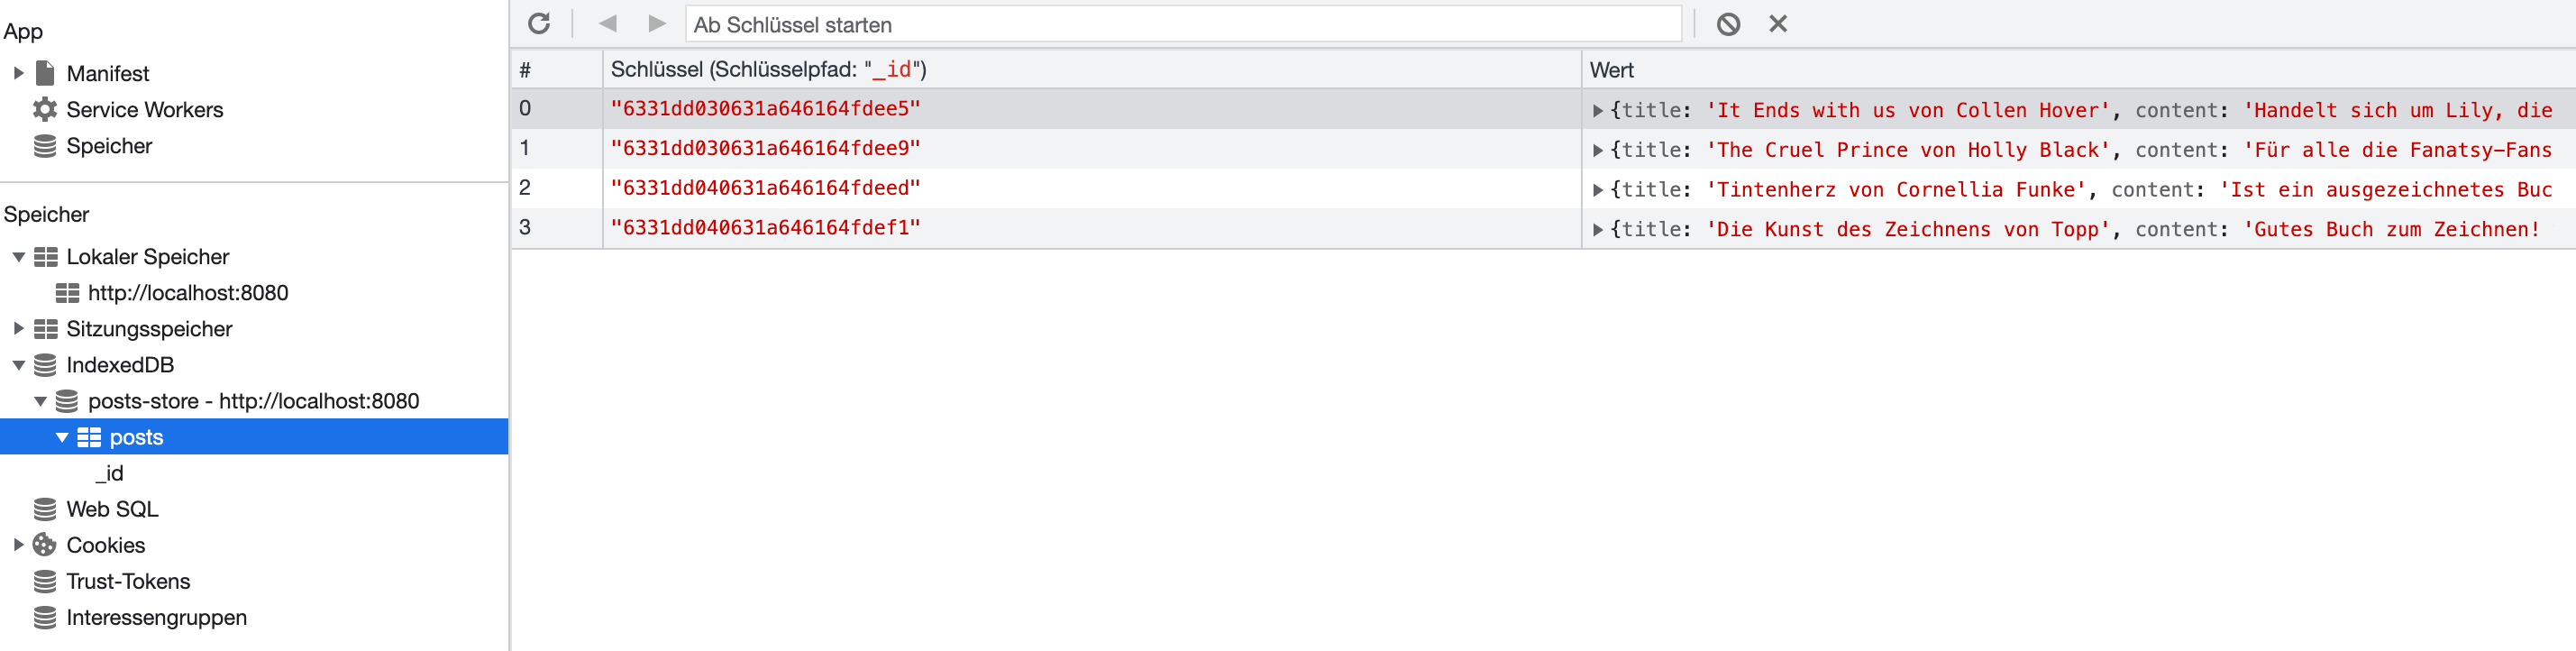 App
Manifest
Service Workers
Speicher
Speicher
Lokaler Speicher
http://localhost:8080
Sitzungsspeicher
IndexedDB
posts-store - http://localhost:8080
posts
_id
Web SQL
Cookies
Trust-Tokens
Interessengruppen
Ab Schlüssel starten
# Schlüssel (Schlüsselpfad: "_id") Wert
0 "6331dd030631a646164fdee5" {title: 'It Ends with us von Collen Hover', content: 'Handelt sich um Lily, die
1 "6331dd030631a646164fdee9" {title: 'The Cruel Prince von Holly Black', content: 'Für alle die Fanatsy-Fans
2 "6331dd040631a646164fdeed" {title: 'Tintenherz von Cornellia Funke', content: 'Ist ein ausgezeichnetes Buc
3 "6331dd040631a646164fdef1" {title: 'Die Kunst des Zeichnens von Topp', content: 'Gutes Buch zum Zeichnen!